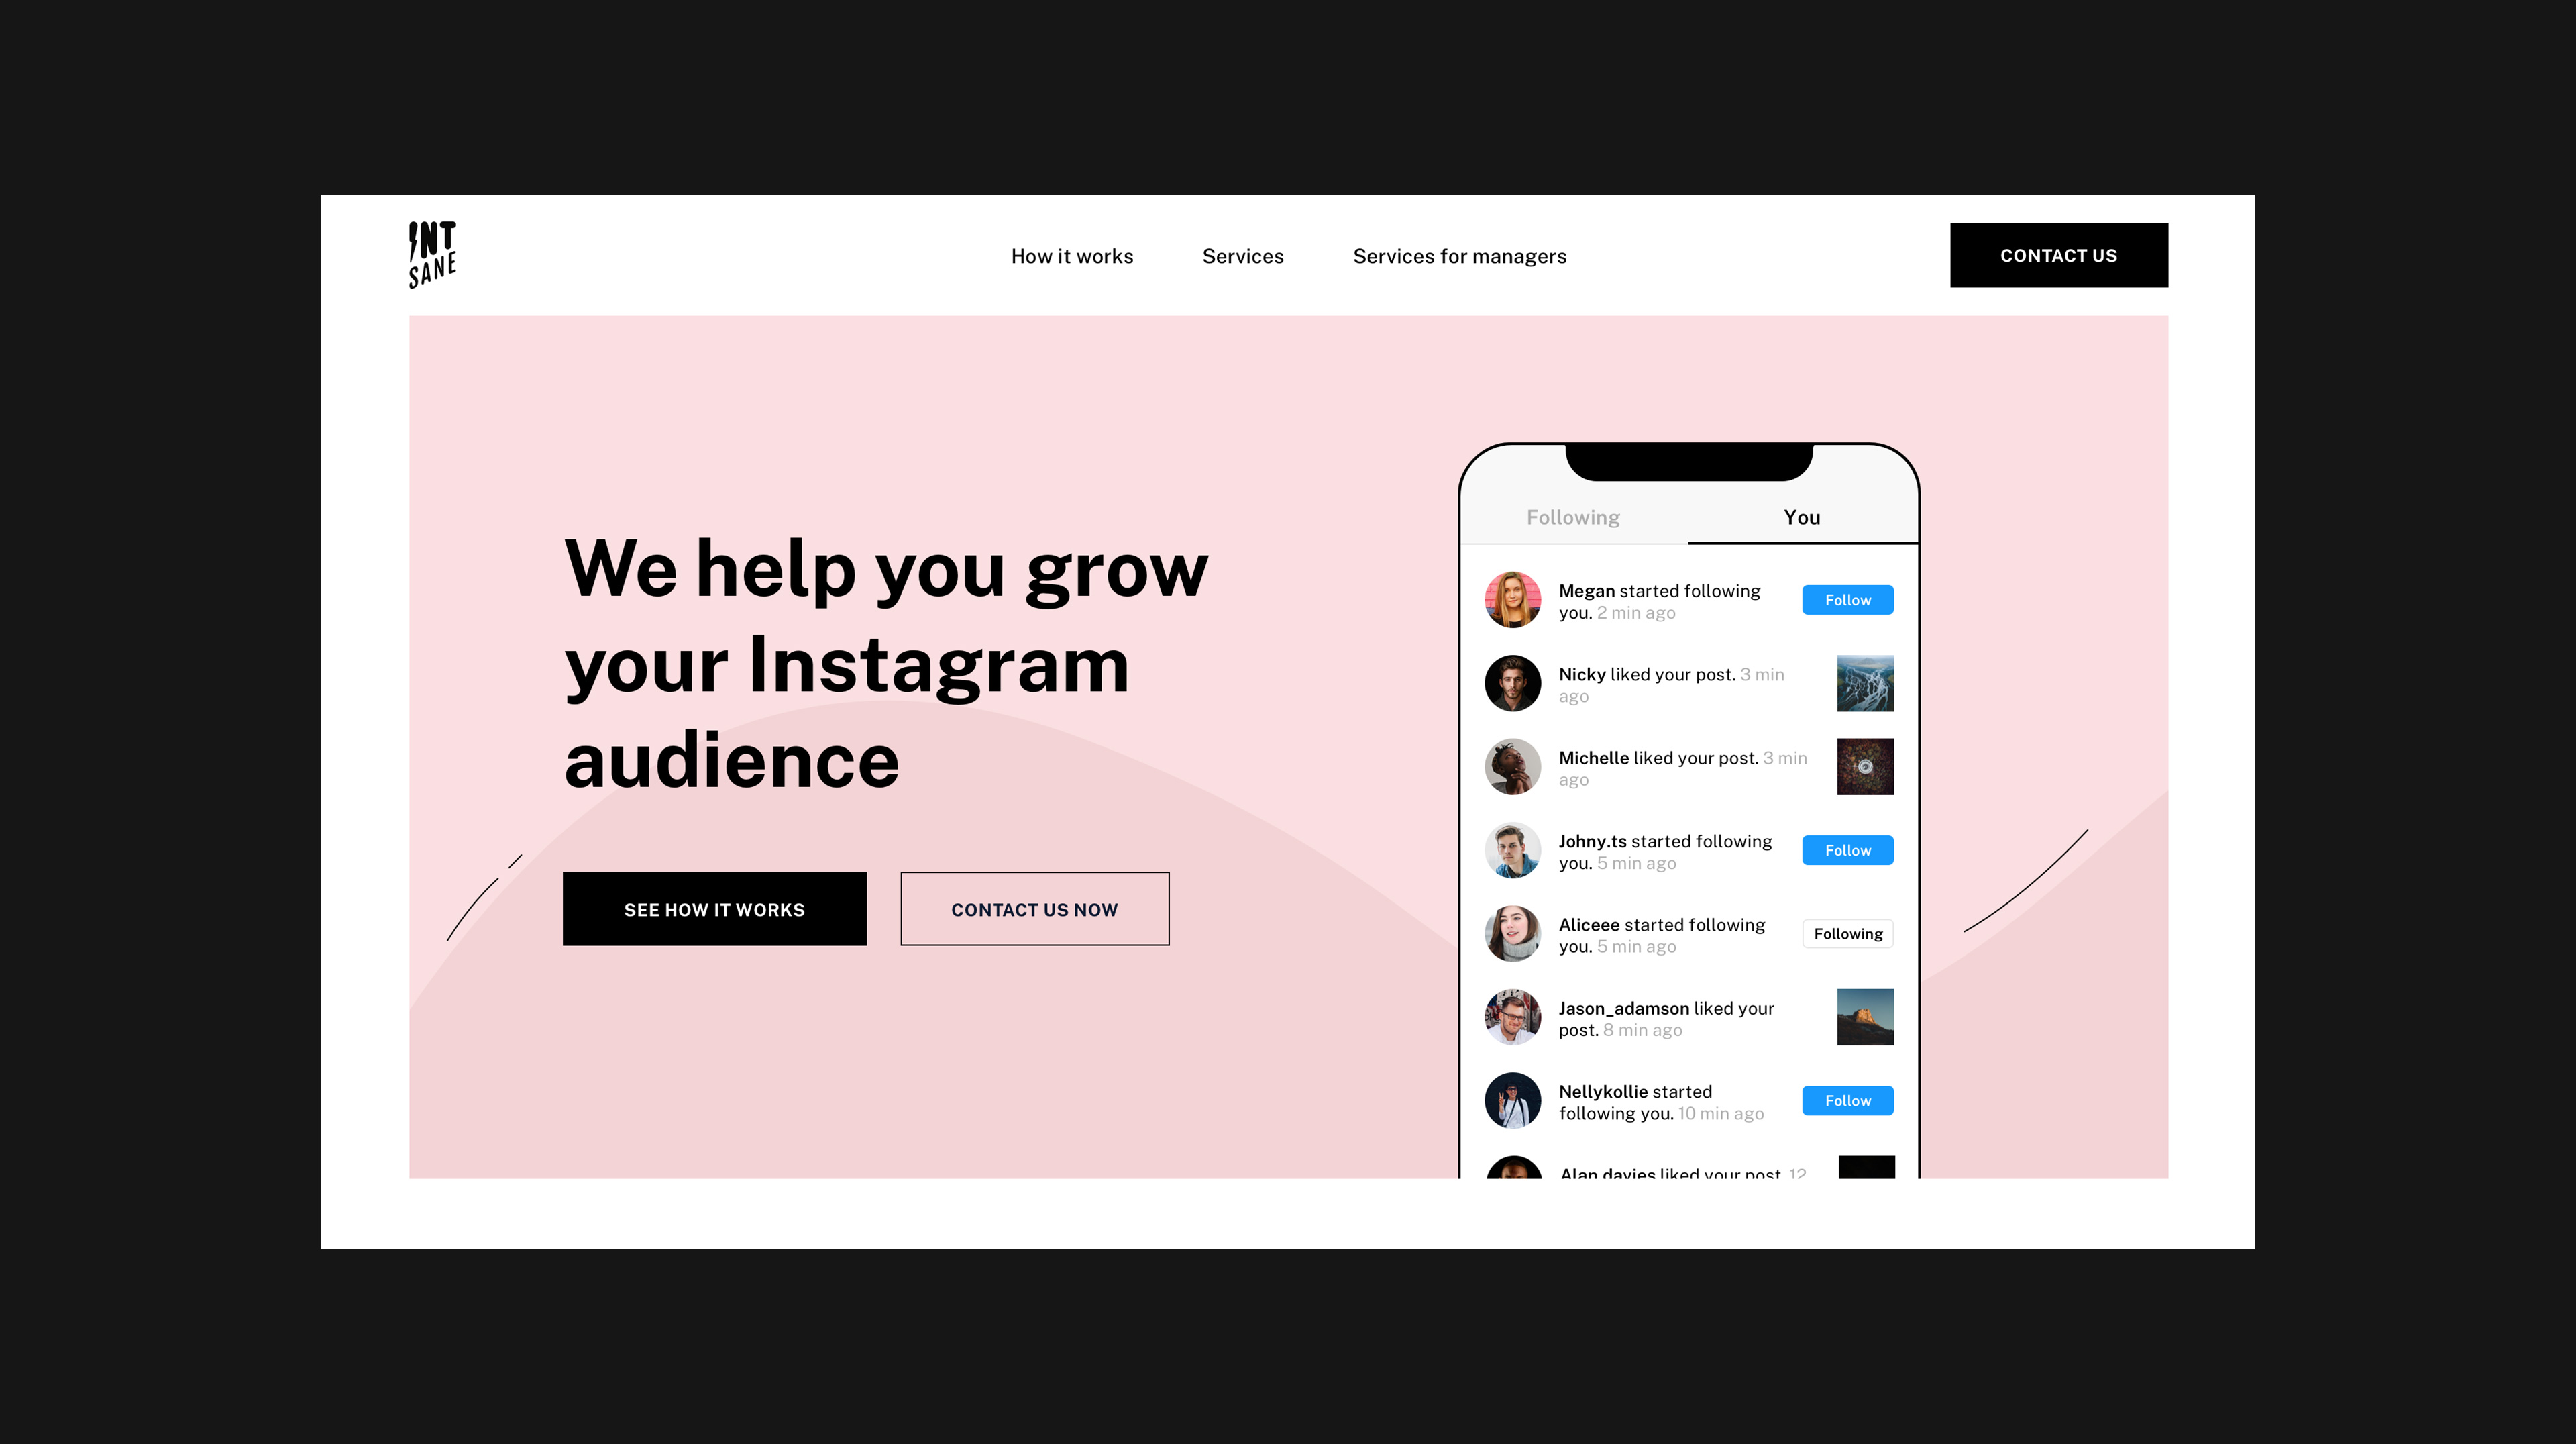 INT
SANE
How it works
Services
Services for managers
CONTACT US
We help you grow
your Instagram
audience
SEE HOW IT WORKS
CONTACT US NOW
Following
You
Megan started following
you. 2 min ago
Follow
Nicky liked your post. 3 min
ago
Michelle liked your post. 3 min
ago
Johny.ts started following
you. 5 min ago
Follow
Aliceee started following
you. 5 min ago
Following
Jason_adamson liked your
post. 8 min ago
Nellykollie started
following you. 10 min ago
Follow
Alan davies liked your post. 12